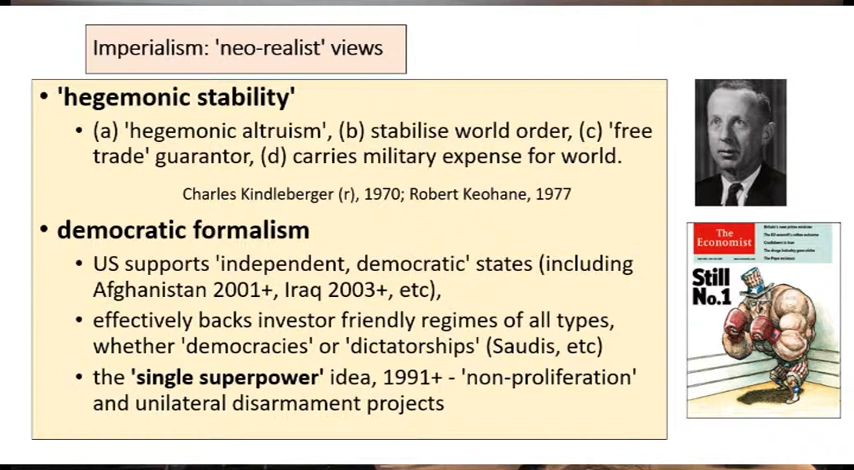 Imperialism: 'neo-realist' views
• 'hegemonic stability'
• (a) 'hegemonic altruism', (b) stabilise world order, (c) 'free
trade' guarantor, (d) carries military expense for world.
Charles Kindleberger (r), 1970; Robert Keohane, 1977
• democratic formalism
• US supports 'independent, democratic' states (including
Afghanistan 2001+, Iraq 2003+, etc),
• effectively backs investor friendly regimes of all types,
whether 'democracies' or 'dictatorships' (Saudis, etc)
• the 'single superpower' idea, 1991+ - 'non-proliferation'
and unilateral disarmament projects
The
Economist
Still
No.1